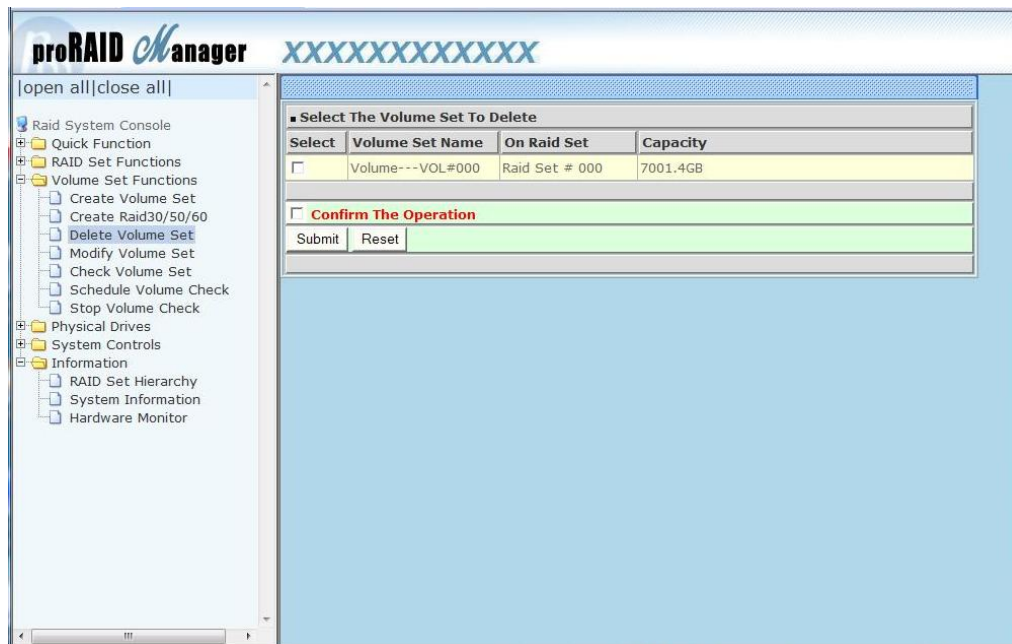 proRAID Manager
XXXXXXXXXXXX
|open all|close all|
Raid System Console
Quick Function
RAID Set Functions
Volume Set Functions
Create Volume Set
Create Raid30/50/60
Delete Volume Set
Modify Volume Set
Check Volume Set
Schedule Volume Check
Stop Volume Check
Physical Drives
System Controls
Information
RAID Set Hierarchy
System Information
Hardware Monitor
Select The Volume Set To Delete
Select Volume Set Name On Raid Set Capacity
Volume---VOL#000 Raid Set # 000 7001.4GB
Confirm The Operation
Submit Reset